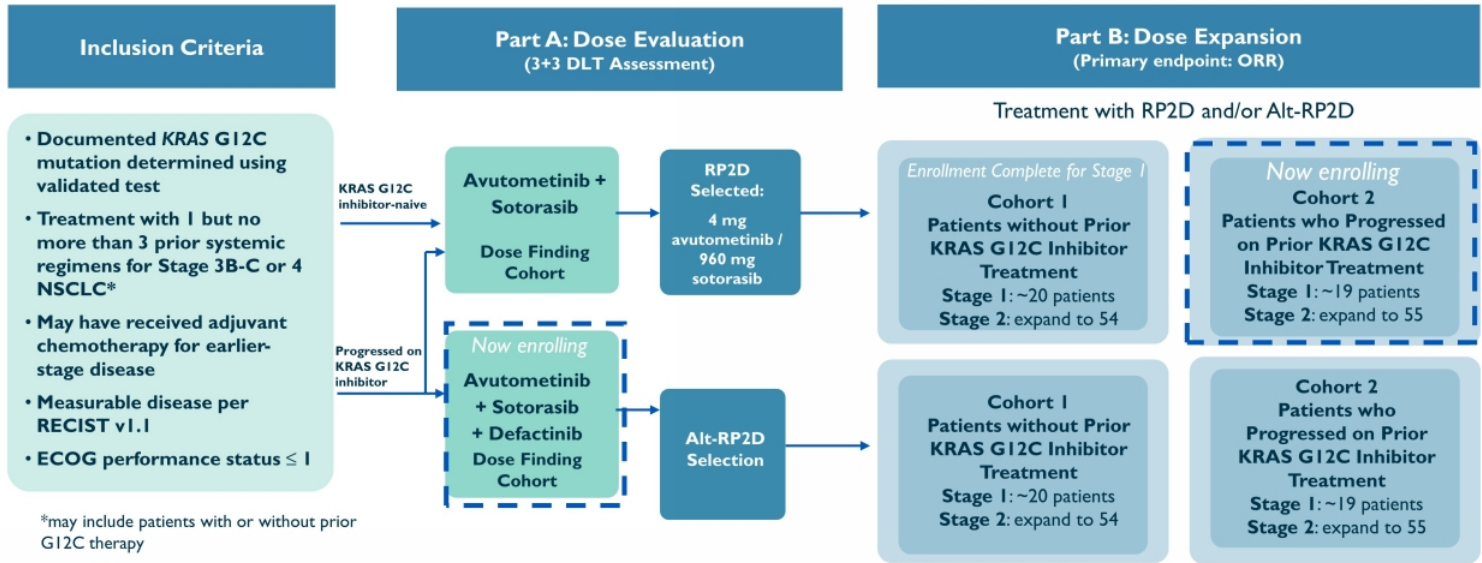 Inclusion Criteria
• Documented KRAS G12C
mutation determined using
validated test
• Treatment with 1 but no
more than 3 prior systemic
regimens for Stage 3B-C or 4
NSCLC*
• May have received adjuvant
chemotherapy for earlier-
stage disease
• Measurable disease per
RECIST v1.1
• ECOG performance status ≤ 1
*may include patients with or without prior
G12C therapy
KRAS G12C
inhibitor-naive
Progressed on
KRAS G12C
inhibitor
Part A: Dose Evaluation
(3+3 DLT Assessment)
Avutometinib +
Sotorasib
Dose Finding
Cohort
RP2D
Selected:
4 mg
avutometinib /
960 mg
sotorasib
Now enrolling
Avutometinib
+ Sotorasib
+ Defactinib
Dose Finding
Cohort
Alt-RP2D
Selection
Part B: Dose Expansion
(Primary endpoint: ORR)
Treatment with RP2D and/or Alt-RP2D
Enrollment Complete for Stage 1
Cohort 1
Patients without Prior
KRAS G12C Inhibitor
Treatment
Stage 1: ~20 patients
Stage 2: expand to 54
Now enrolling
Cohort 2
Patients who Progressed
on Prior KRAS G12C
Inhibitor Treatment
Stage 1: ~19 patients
Stage 2: expand to 55
Cohort 1
Patients without Prior
KRAS G12C Inhibitor
Treatment
Stage 1: ~20 patients
Stage 2: expand to 54
Cohort 2
Patients who
Progressed on Prior
KRAS G12C Inhibitor
Treatment
Stage 1: ~19 patients
Stage 2: expand to 55